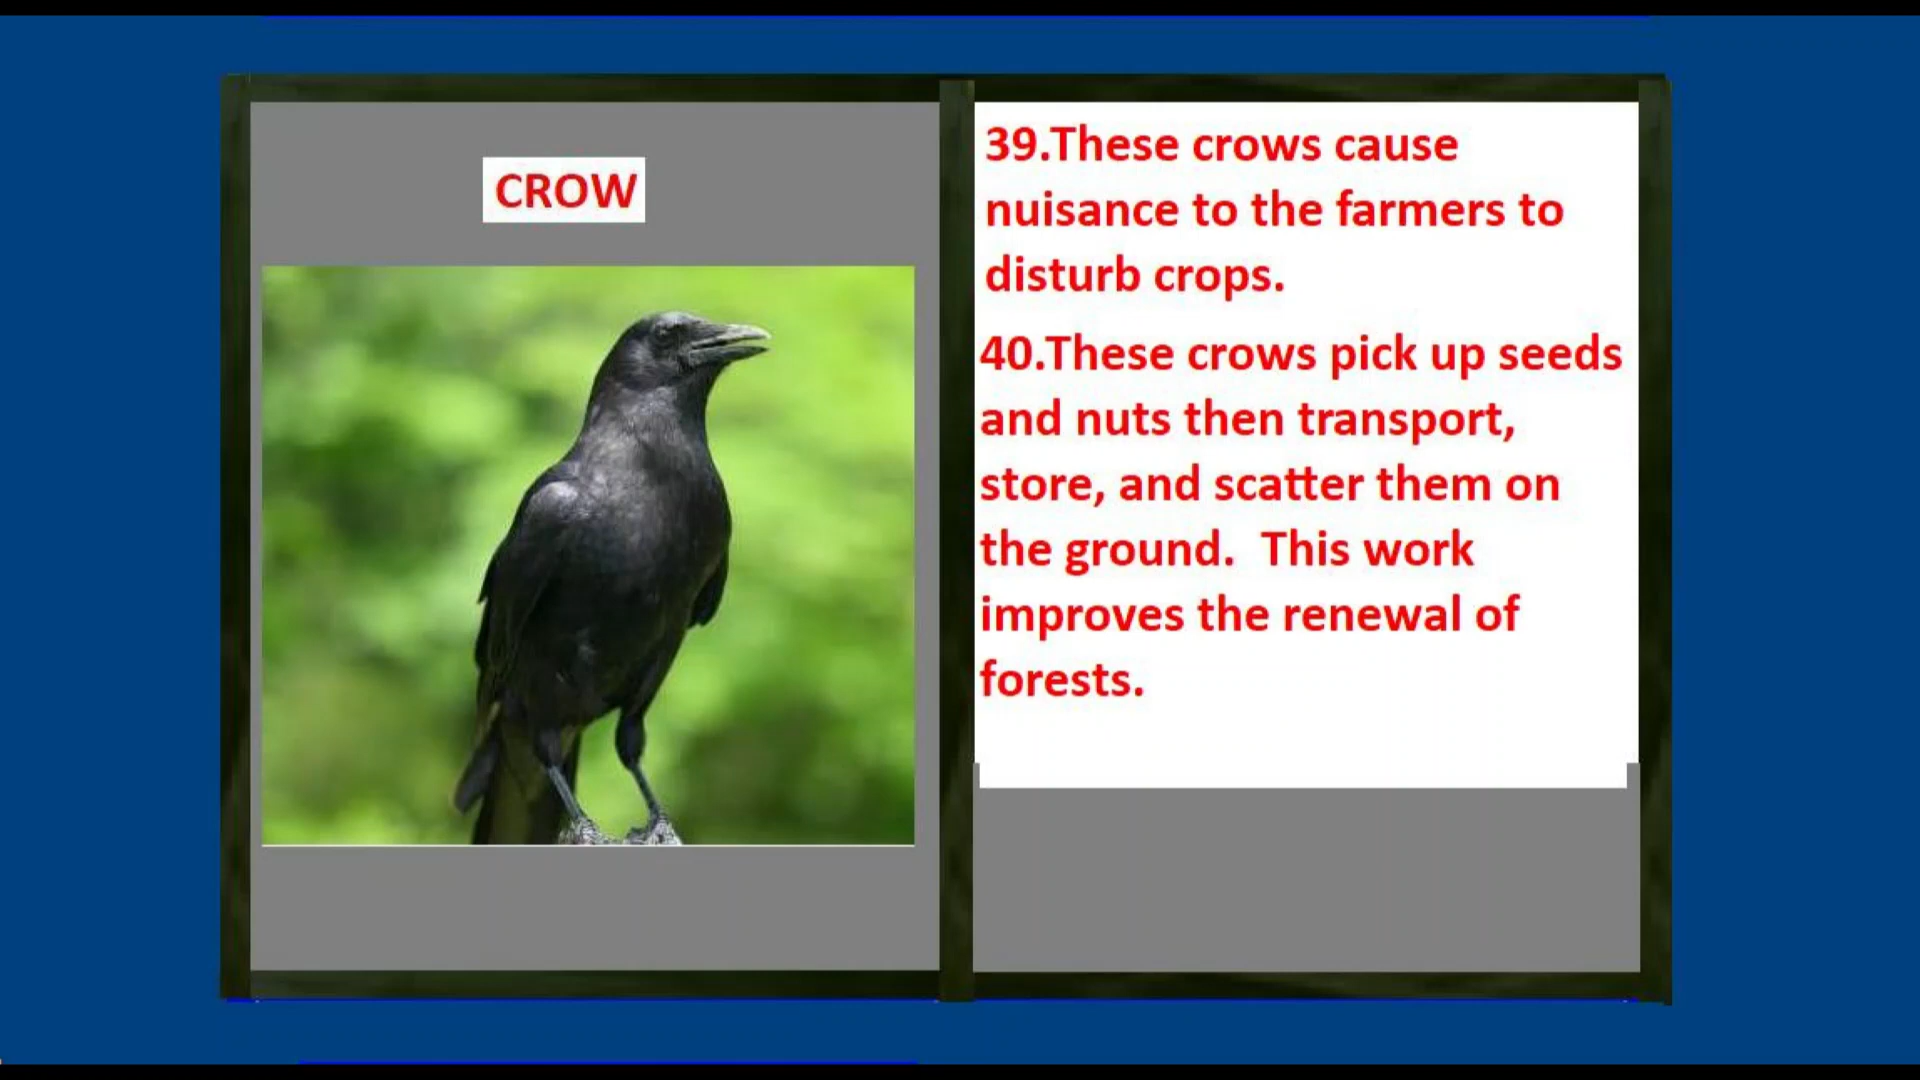 CROW
39.These crows cause
nuisance to the farmers to
disturb crops.
40.These crows pick up seeds
and nuts then transport,
store, and scatter them on
the ground.  This work
improves the renewal of
forests.